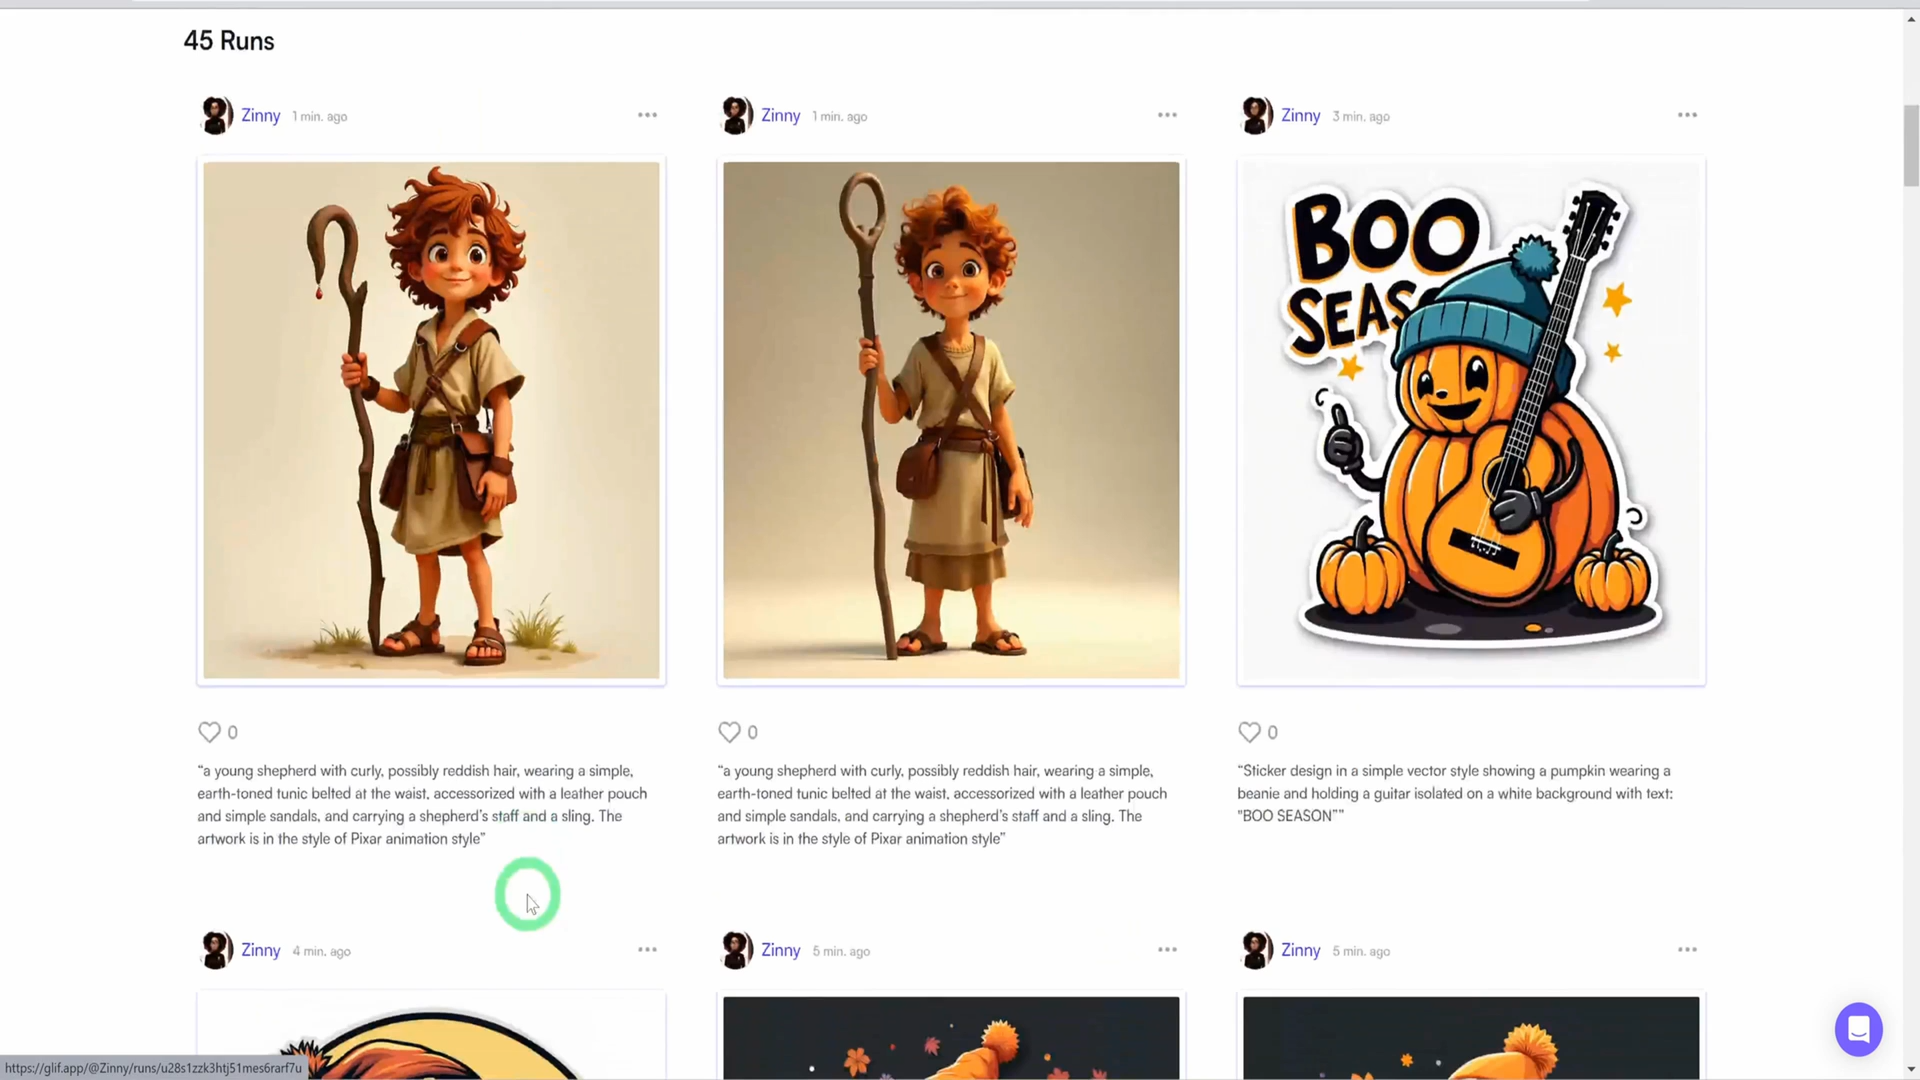 45 Runs
Zinny 1 min. ago
Zinny 1 min. ago
Zinny 3 min. ago
BOO
SEAS
0
0
0
“a young shepherd with curly, possibly reddish hair, wearing a simple,
earth-toned tunic belted at the waist, accessorized with a leather pouch
and simple sandals, and carrying a shepherd's staff and a sling. The
artwork is in the style of Pixar animation style”
“a young shepherd with curly, possibly reddish hair, wearing a simple,
earth-toned tunic belted at the waist, accessorized with a leather pouch
and simple sandals, and carrying a shepherd's staff and a sling. The
artwork is in the style of Pixar animation style”
“Sticker design in a simple vector style showing a pumpkin wearing a
beanie and holding a guitar isolated on a white background with text:
"BOO SEASON"”
Zinny 4 min. ago
Zinny 5 min. ago
Zinny 5 min. ago
https://glif.app/@Zinny/runs/u28s1zzk3htj51mes6rarf7u